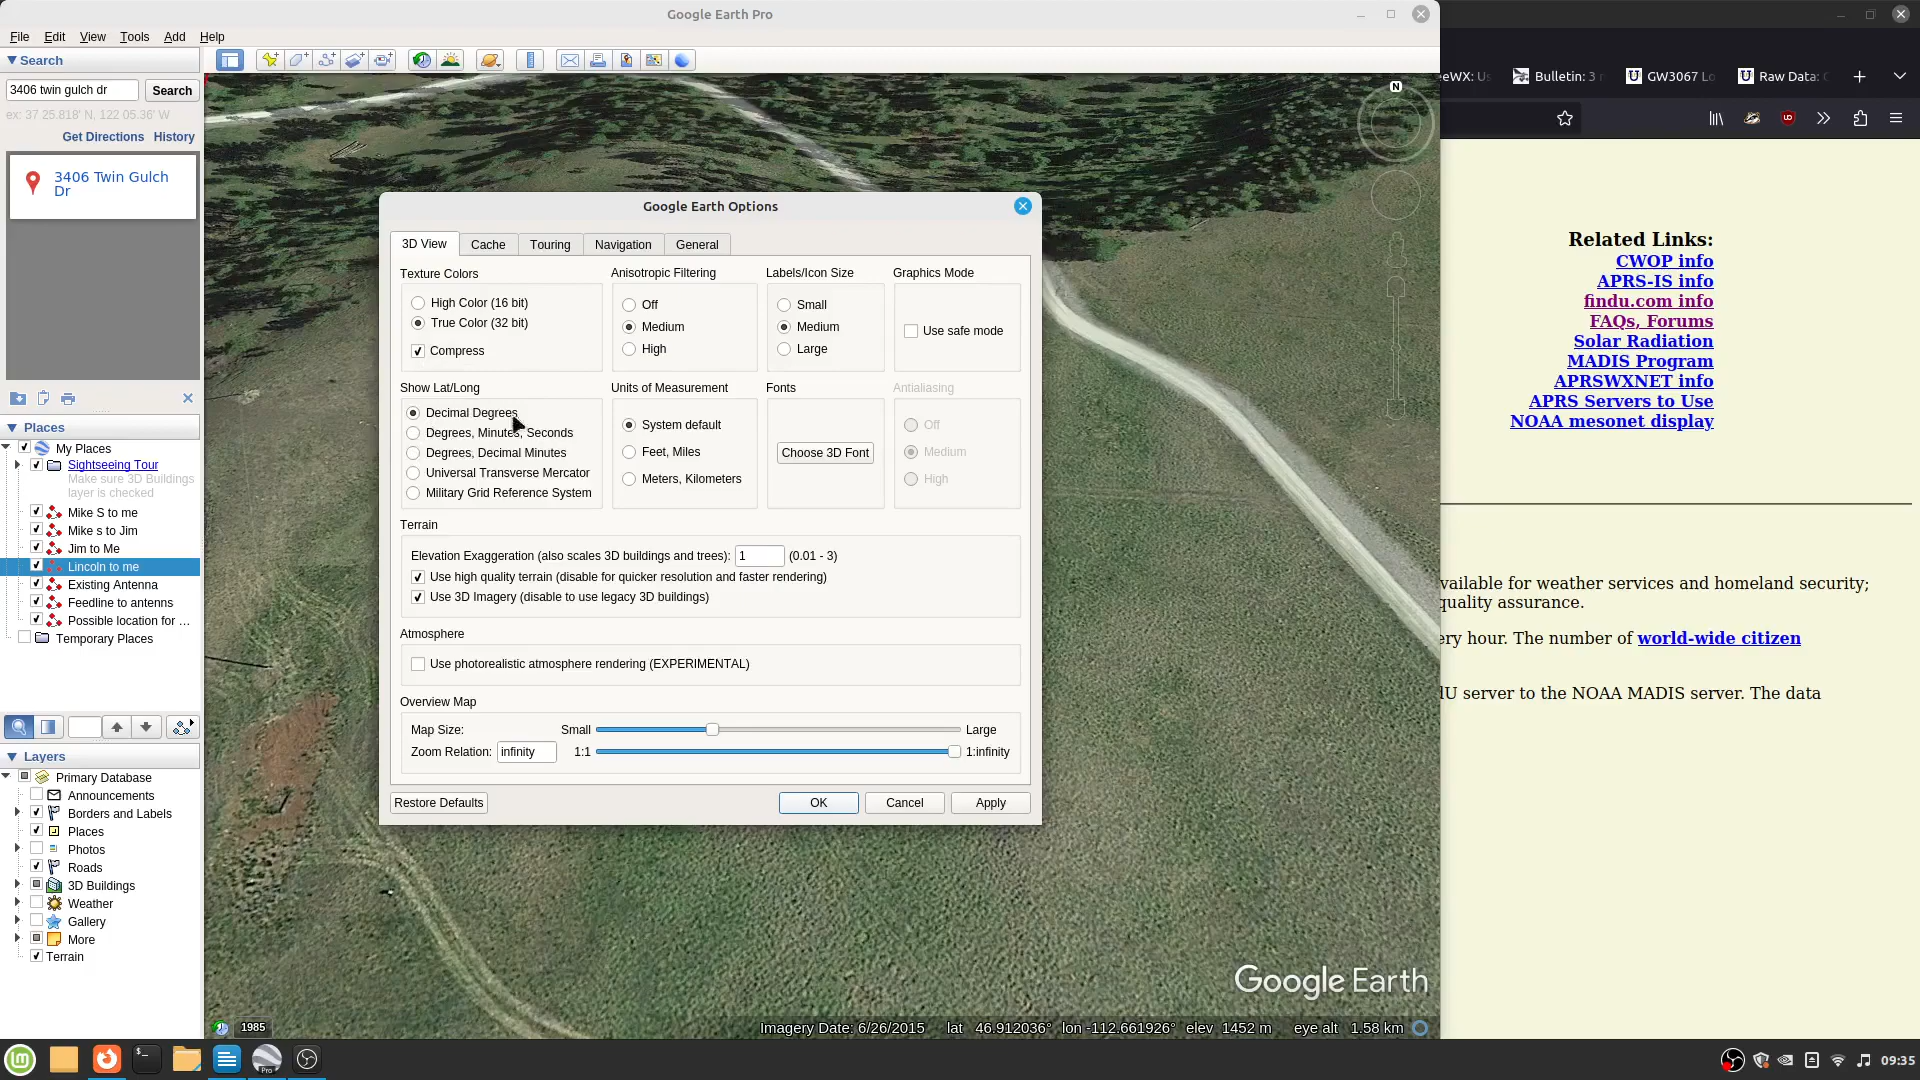 Google Earth Pro
File Edit View Tools Add Help
Search
3406 twin gulch dr
Search
ex: 37 25.818' N, 122 05.36' W
Get Directions History
3406 Twin Gulch
Dr
Places
My Places
Sightseeing Tour
Make sure 3D Buildings
layer is checked
Mike S to me
Mike s to Jim
Jim to Me
Lincoln to me
Existing Antenna
Feedline to antenns
Possible location for ...
Temporary Places
Layers
Primary Database
Announcements
Borders and Labels
Places
Photos
Roads
3D Buildings
Weather
Gallery
More
Terrain
N
Google Earth Options
3D View Cache Touring Navigation General
Texture Colors
High Color (16 bit)
True Color (32 bit)
Compress
Anisotropic Filtering
Off
Medium
High
Labels/Icon Size
Small
Medium
Large
Graphics Mode
Use safe mode
Show Lat/Long
Decimal Degrees
Degrees, Minutes, Seconds
Degrees, Decimal Minutes
Universal Transverse Mercator
Military Grid Reference System
Units of Measurement
System default
Feet, Miles
Meters, Kilometers
Fonts
Choose 3D Font
Antialiasing
Off
Medium
High
Terrain
Elevation Exaggeration (also scales 3D buildings and trees): 1 (0.01 - 3)
Use high quality terrain (disable for quicker resolution and faster rendering)
Use 3D Imagery (disable to use legacy 3D buildings)
Atmosphere
Use photorealistic atmosphere rendering (EXPERIMENTAL)
Overview Map
Map Size: Small Large
Zoom Relation: infinity 1:1 1:infinity
Restore Defaults OK Cancel Apply
Google Earth
1985
Imagery Date: 6/26/2015 lat 46.912036° lon -112.661926° elev 1452 m eye alt 1.58 km
eeWX: Us Bulletin: 3 r GW3067 Lo Raw Data: C
Related Links:
CWOP info
APRS-IS info
findu.com info
FAQs, Forums
Solar Radiation
MADIS Program
APRSWXNET info
APRS Servers to Use
NOAA mesonet display
vailable for weather services and homeland security;
quality assurance.
ry hour. The number of world-wide citizen
U server to the NOAA MADIS server. The data
Pro
09:35